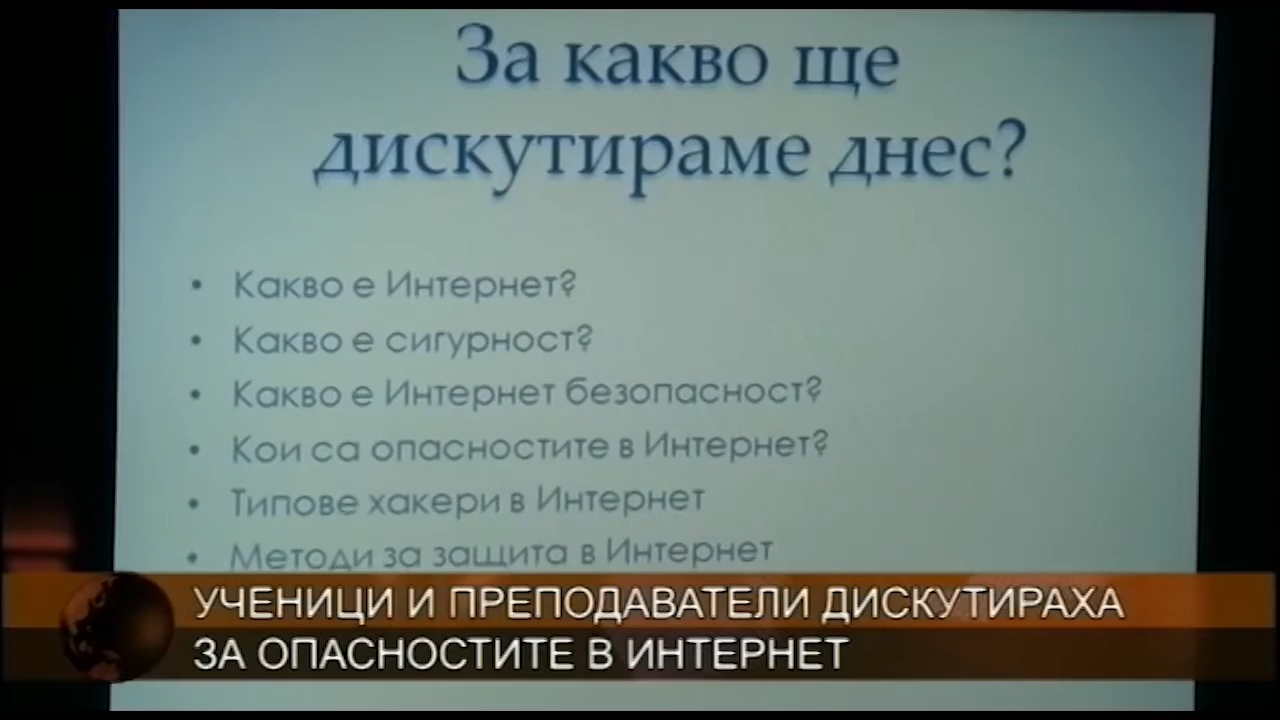 За какво ще
дискутираме днес?
• Какво е Интернет?
• Какво е сигурност?
• Какво е Интернет безопасност?
• Кои са опасностите в Интернет?
• Типове хакери в Интернет
• Методи за защита в Интернет
УЧЕНИЦИ И ПРЕПОДАВАТЕЛИ ДИСКУТИРАХА
ЗА ОПАСНОСТИТЕ В ИНТЕРНЕТ